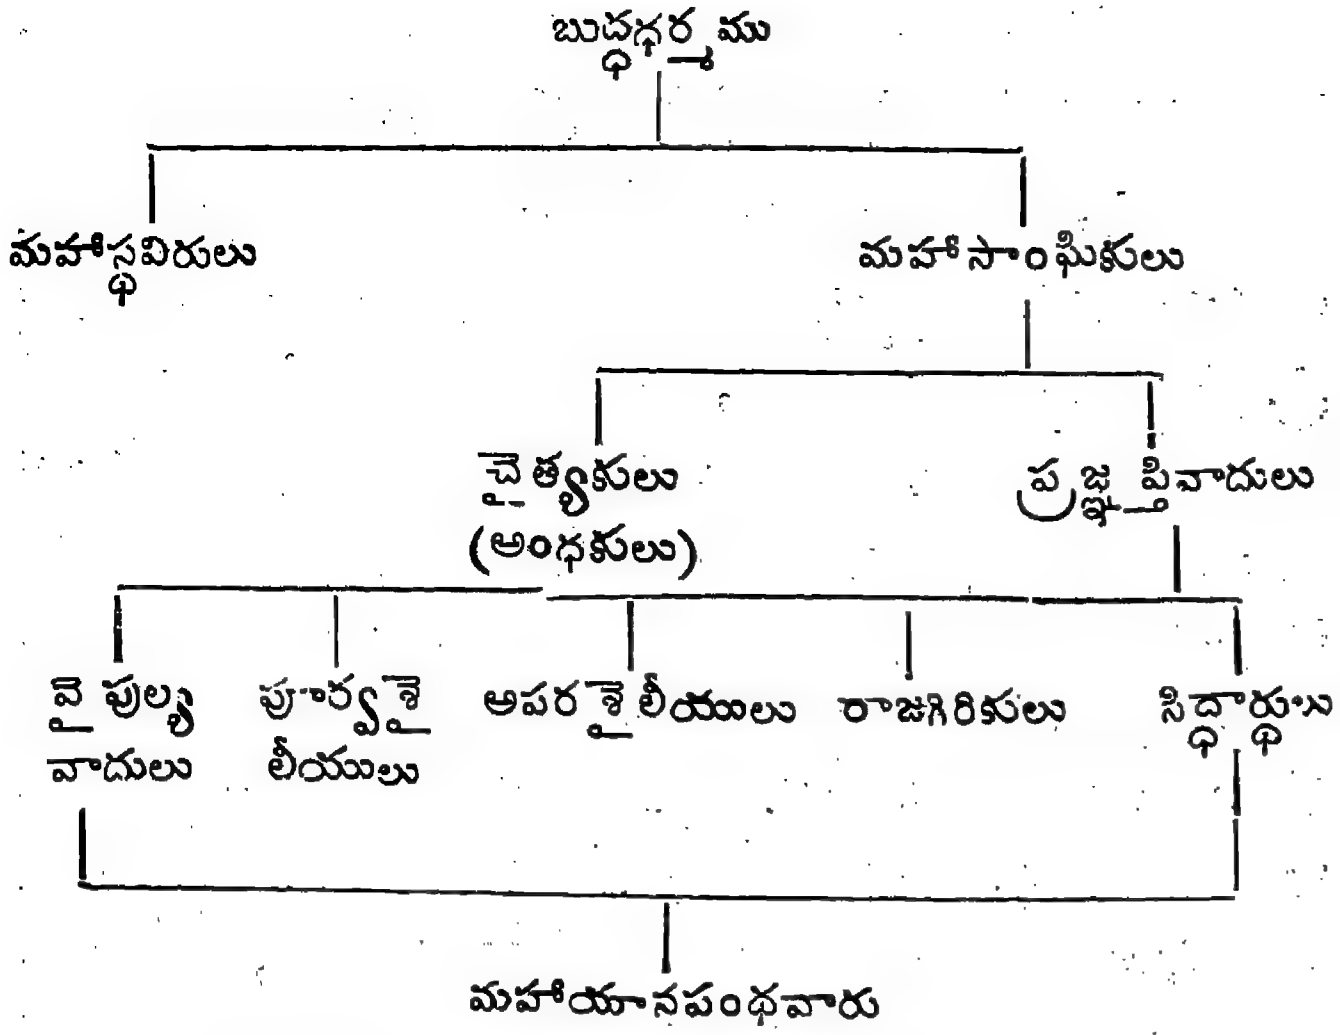 బుద్ధధర్మము
మహాస్థవిరులు మహాసాంఘికులు
చైత్యకులు ప్రజ్ఞప్తివాదులు
(అంధకులు)
వైపుల్య పూర్వశై అపరశైలీయులు రాజగిరికులు సిద్ధార్థులు
వాదులు లీయులు
మహాయానపంథవారు